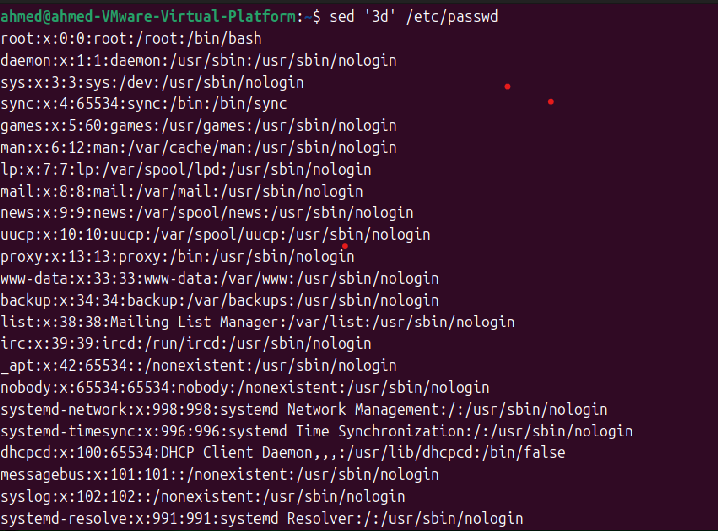 ahmed@ahmed-VMware-Virtual-Platform:~$ sed '3d' /etc/passwd
root:x:0:0:root:/root:/bin/bash
daemon:x:1:1:daemon:/usr/sbin:/usr/sbin/nologin
sys:x:3:3:sys:/dev:/usr/sbin/nologin
sync:x:4:65534:sync:/bin:/bin/sync
games:x:5:60:games:/usr/games:/usr/sbin/nologin
man:x:6:12:man:/var/cache/man:/usr/sbin/nologin
lp:x:7:7:lp:/var/spool/lpd:/usr/sbin/nologin
mail:x:8:8:mail:/var/mail:/usr/sbin/nologin
news:x:9:9:news:/var/spool/news:/usr/sbin/nologin
uucp:x:10:10:uucp:/var/spool/uucp:/usr/sbin/nologin
proxy:x:13:13:proxy:/bin:/usr/sbin/nologin
www-data:x:33:33:www-data:/var/www:/usr/sbin/nologin
backup:x:34:34:backup:/var/backups:/usr/sbin/nologin
list:x:38:38:Mailing List Manager:/var/list:/usr/sbin/nologin
irc:x:39:39:ircd:/run/ircd:/usr/sbin/nologin
_apt:x:42:65534::/nonexistent:/usr/sbin/nologin
nobody:x:65534:65534:nobody:/nonexistent:/usr/sbin/nologin
systemd-network:x:998:998:systemd Network Management:/:/usr/sbin/nologin
systemd-timesync:x:996:996:systemd Time Synchronization:/:/usr/sbin/nologin
dhcpcd:x:100:65534:DHCP Client Daemon,,,:/usr/lib/dhcpcd:/bin/false
messagebus:x:101:101::/nonexistent:/usr/sbin/nologin
syslog:x:102:102::/nonexistent:/usr/sbin/nologin
systemd-resolve:x:991:991:systemd Resolver:/:/usr/sbin/nologin